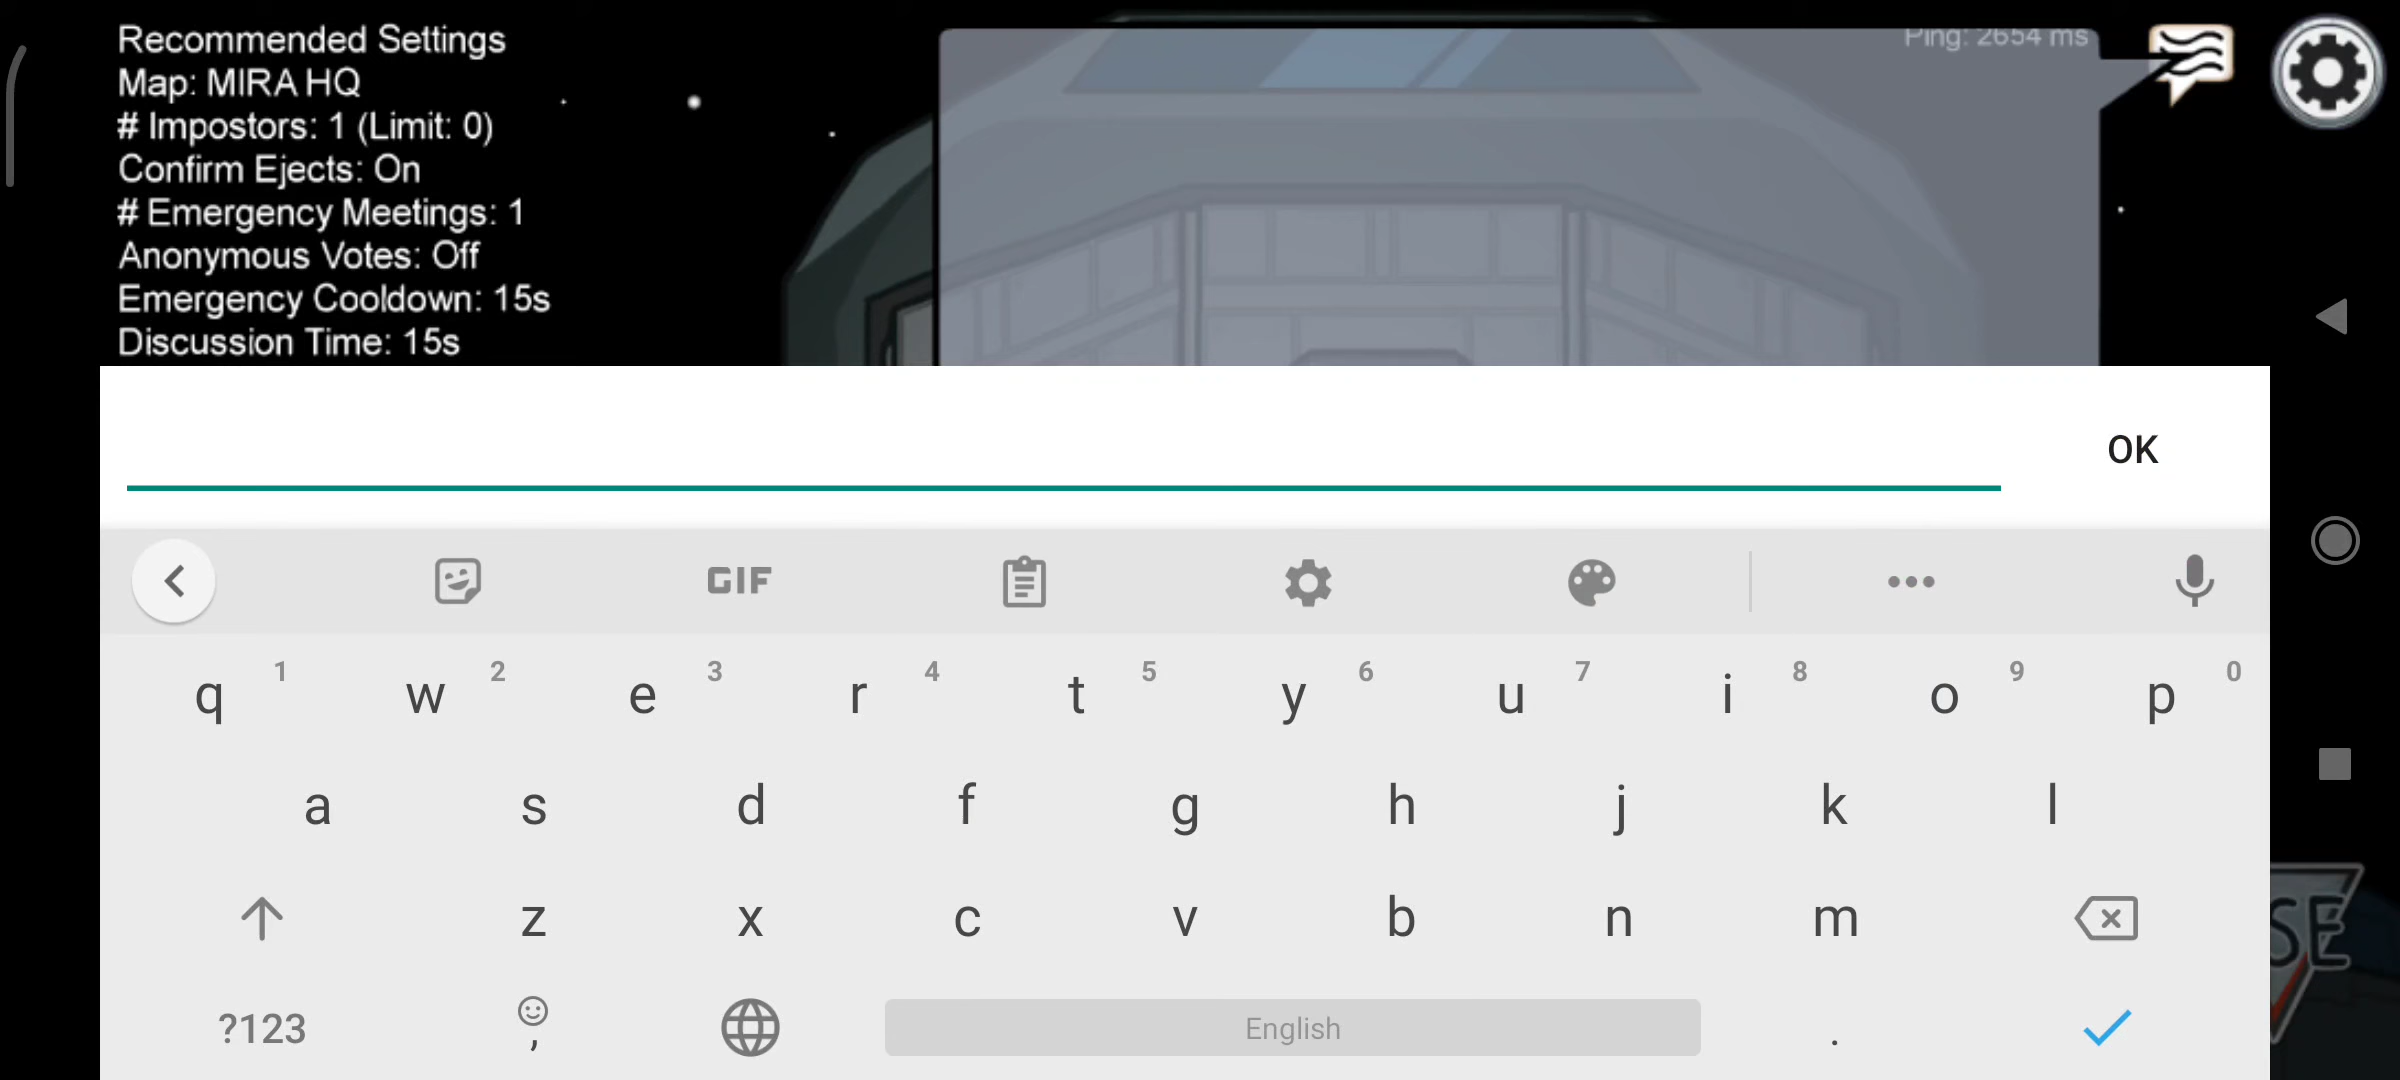 Recommended Settings
Map: MIRA HQ
# Impostors: 1 (Limit: 0)
Confirm Ejects: On
# Emergency Meetings: 1
Anonymous Votes: Off
Emergency Cooldown: 15s
Discussion Time: 15s
Ping: 2654 ms
OK
GIF
q 1 w 2 e 3 r 4 t 5 y 6 u 7 i 8 o 9 p 0
a s d f g h j k l
z x c v b n m
?123 , English .
SE